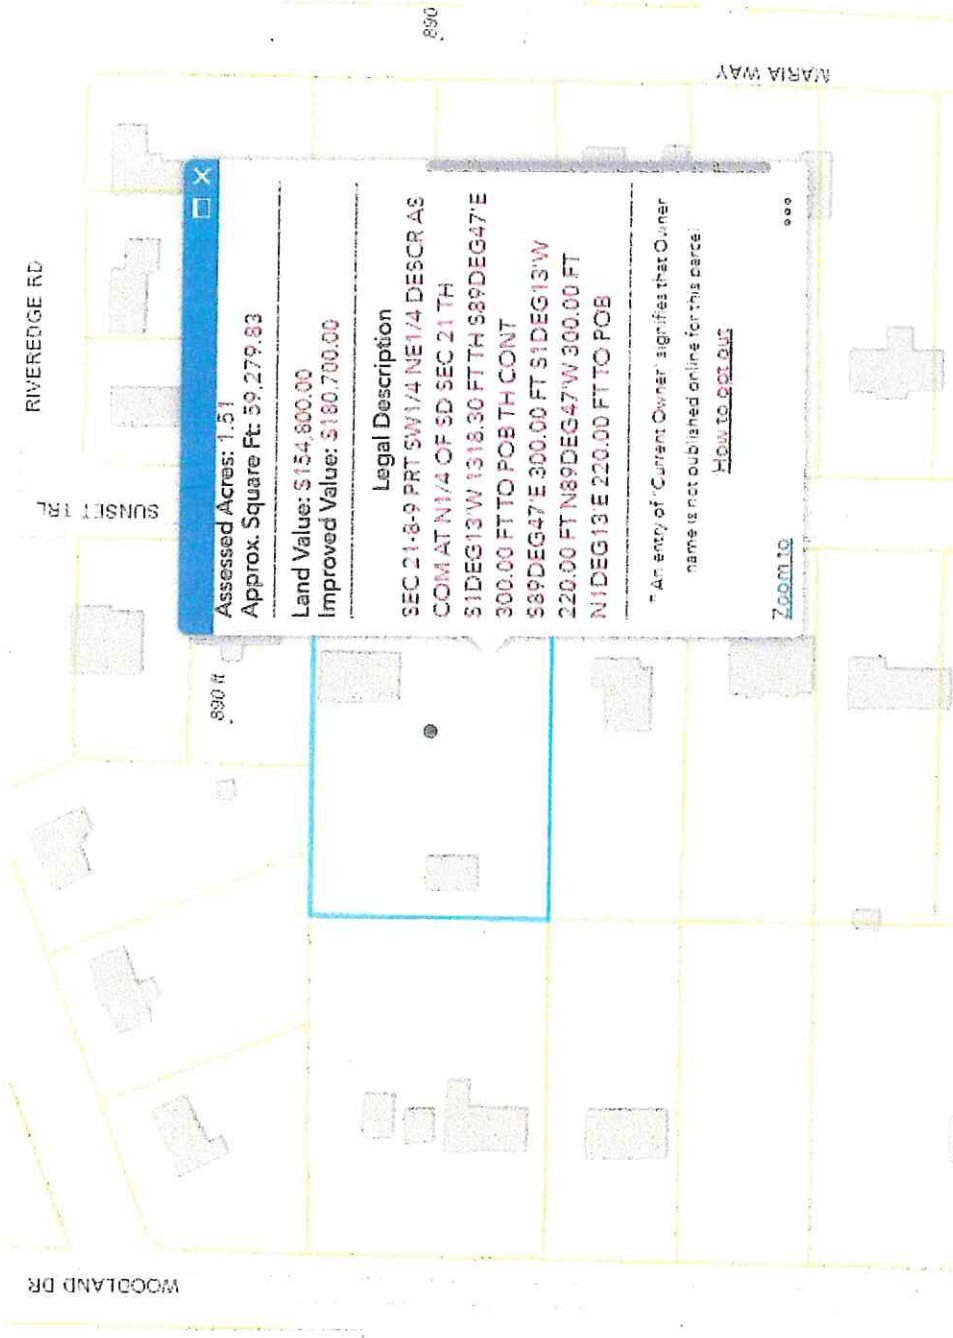 RIVEREDGE RD
890
MARIA WAY
SUNSET TRL
Assessed Acres: 1.51
Approx. Square Ft: 59,279.83
Land Value: $154,800.00
Improved Value: $180,700.00
Legal Description
SEC 21-8-9 PRT SW1/4 NE1/4 DESCR AS
COM AT N1/4 OF SD SEC 21 TH
S1DEG13'W 1318.30 FT TH S89DEG47'E
300.00 FT TO POB TH CONT
S89DEG47'E 300.00 FT S1DEG13'W
220.00 FT N89DEG47'W 300.00 FT
N1DEG13'E 220.00 FT TO POB
* An entry of 'Current Owner' signifies that Owner
name is not published online for this parcel
How to opt out
Zoom to
890 ft
WOODLAND DR